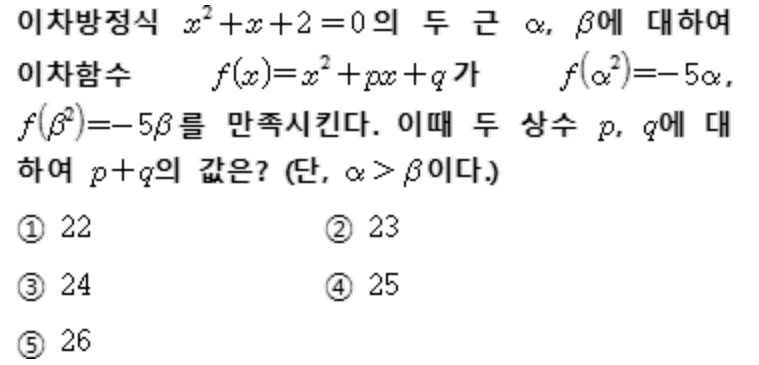 이차방정식 x²+x+2=0의 두 근 α, β에 대하여
이차함수 f(x)=x²+px+q가 f(α²)=-5α,
f(β²)=-5β를 만족시킨다. 이때 두 상수 p, q에 대
하여 p+q의 값은? (단, α>β이다.)
① 22 ② 23
③ 24 ④ 25
⑤ 26